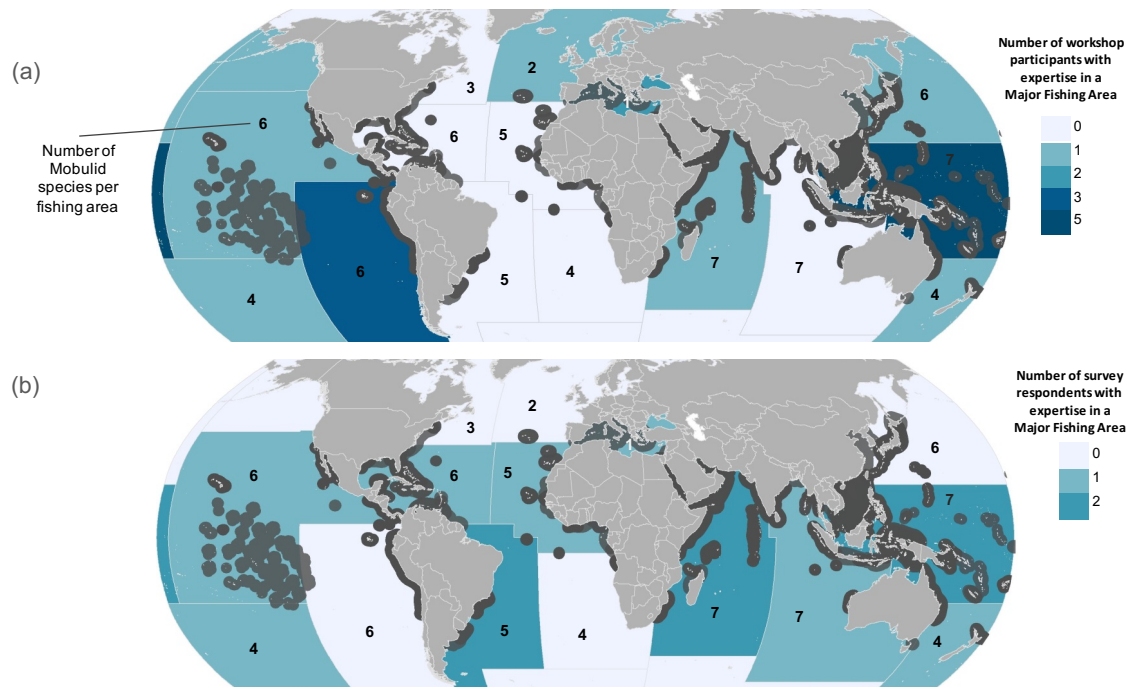 (a)
Number of workshop
participants with
expertise in a
Major Fishing Area
0
1
2
3
5
Number of
Mobulid
species per
fishing area
2
3
6
6
6
5
7
6
5
4
7
7
4
4
(b)
Number of survey
respondents with
expertise in a
Major Fishing Area
0
1
2
2
3
6
6
6
5
7
6
5
4
7
7
4
4